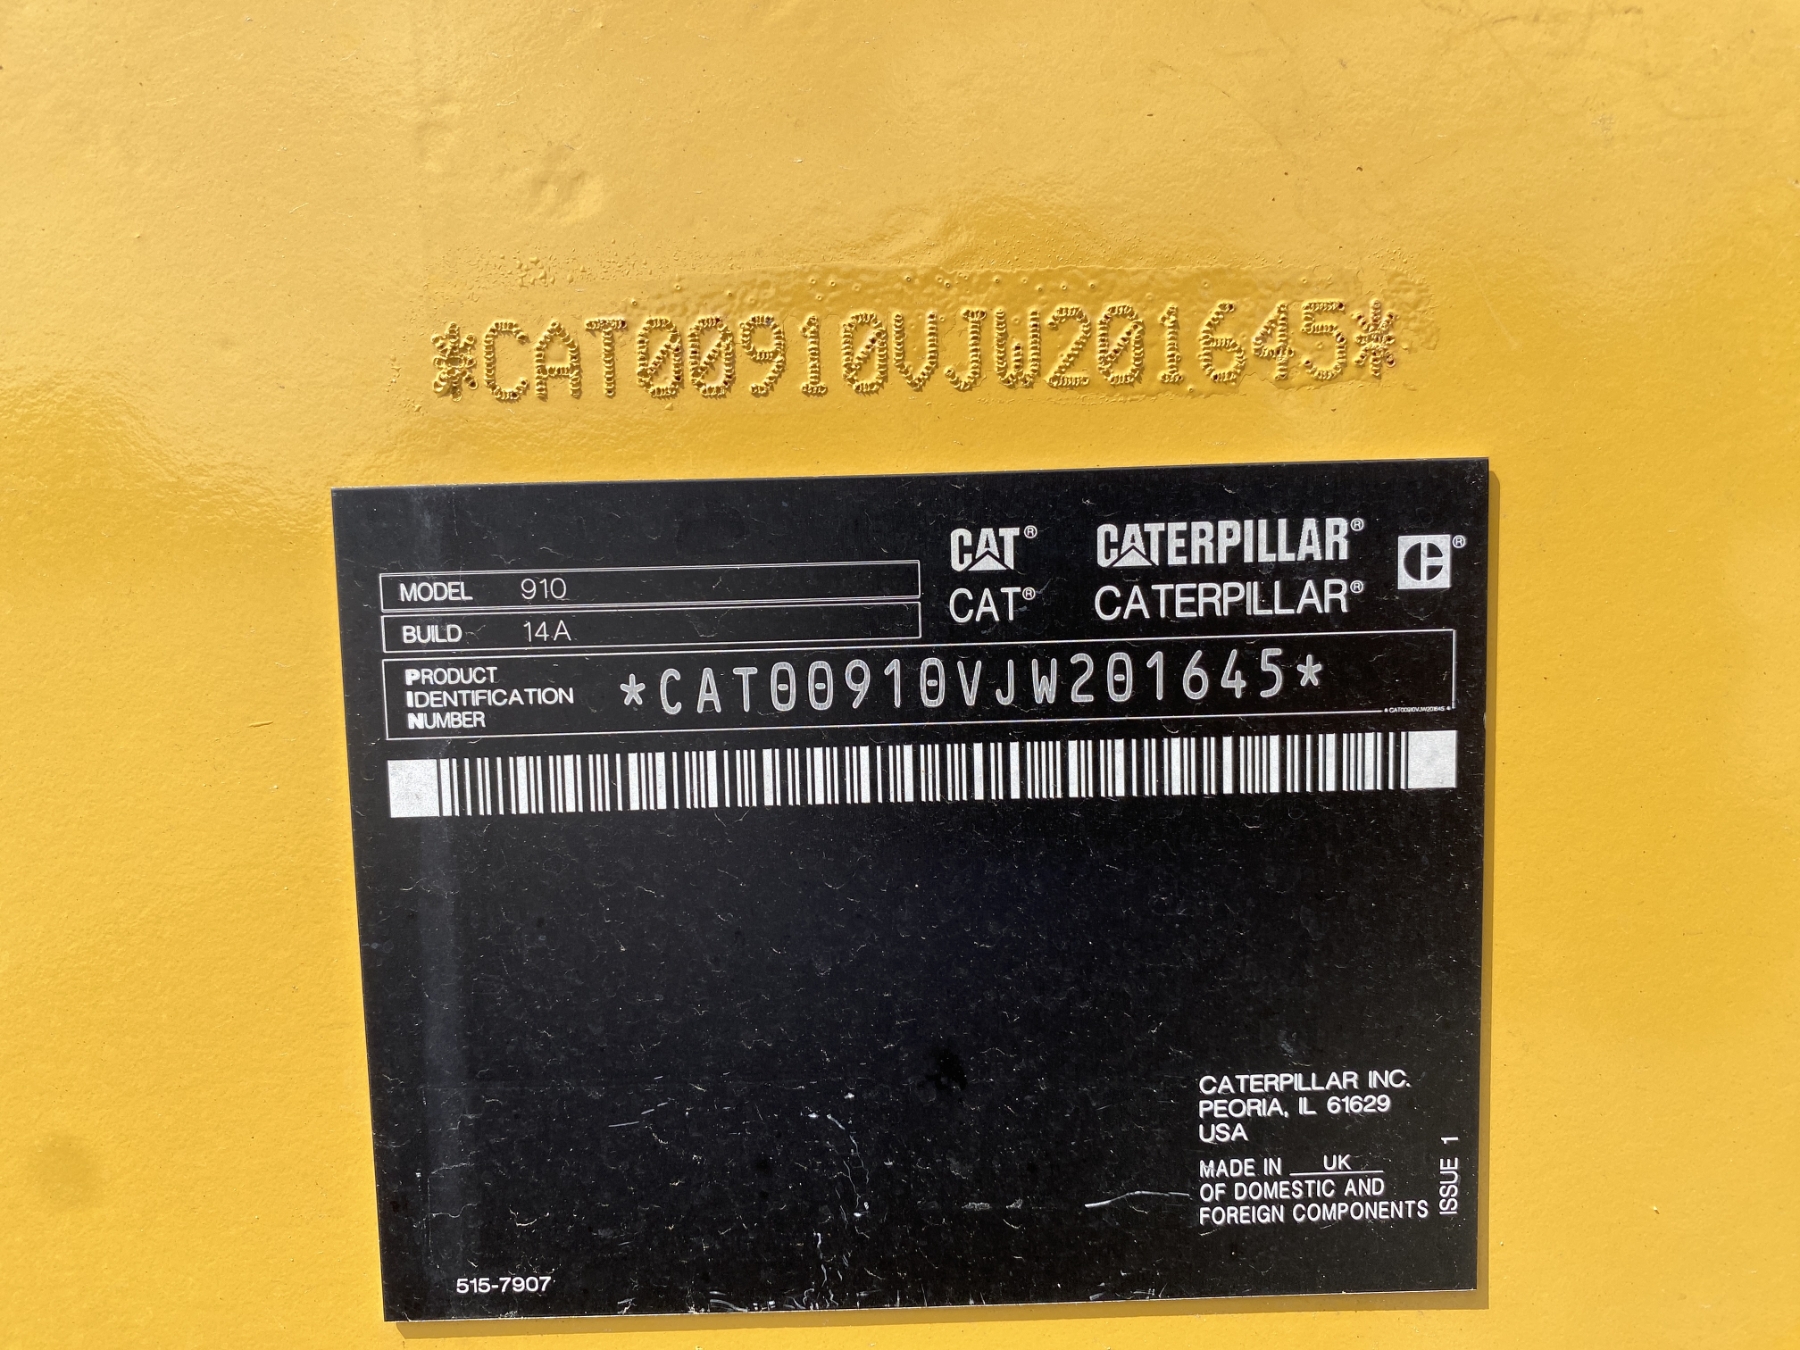 *CAT00910VJW201645*
CAT® CATERPILLAR®
CAT® CATERPILLAR®
MODEL 910
BUILD 14A
PRODUCT
IDENTIFICATION
NUMBER
*CAT00910VJW201645*
*CAT00910VJW201645*
CATERPILLAR INC.
PEORIA, IL 61629
USA
MADE IN UK
OF DOMESTIC AND
FOREIGN COMPONENTS
ISSUE 1
515-7907